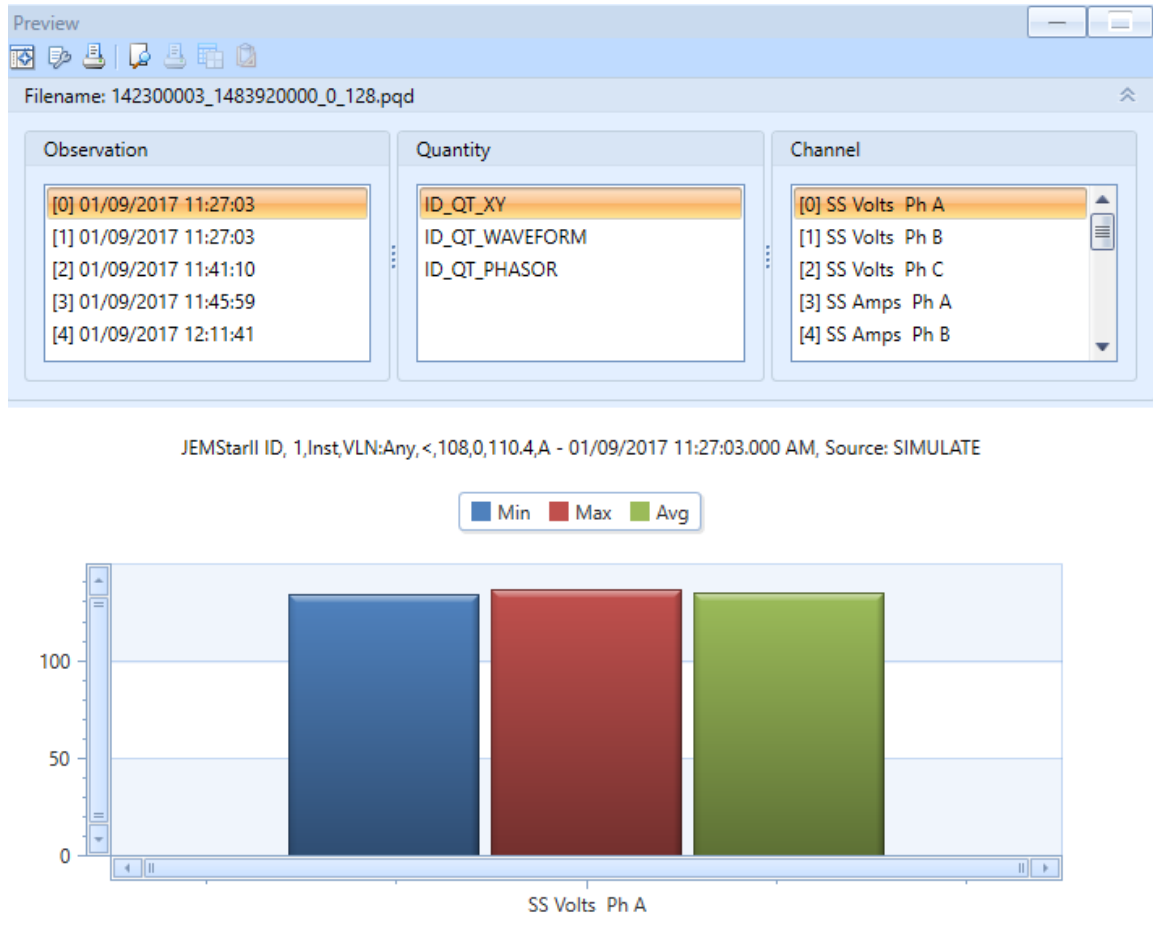 Preview
Filename: 142300003_1483920000_0_128.pqd
Observation
[0] 01/09/2017 11:27:03
[1] 01/09/2017 11:27:03
[2] 01/09/2017 11:41:10
[3] 01/09/2017 11:45:59
[4] 01/09/2017 12:11:41
Quantity
ID_QT_XY
ID_QT_WAVEFORM
ID_QT_PHASOR
Channel
[0] SS Volts  Ph A
[1] SS Volts  Ph B
[2] SS Volts  Ph C
[3] SS Amps  Ph A
[4] SS Amps  Ph B
JEMStarII ID, 1,Inst,VLN:Any,<,108,0,110.4,A - 01/09/2017 11:27:03.000 AM, Source: SIMULATE
Min Max Avg
100
50
0
SS Volts  Ph A